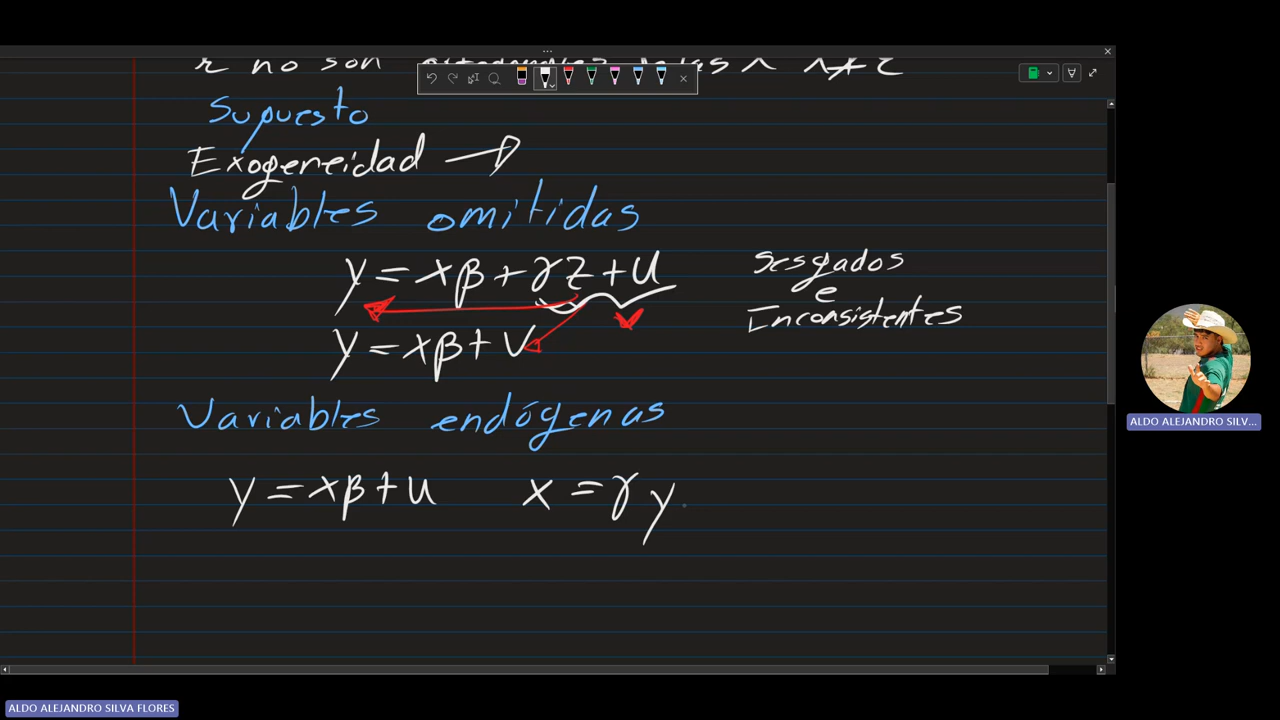 no son
Supuesto
Exogeneidad →
Variables omitidas
y = xβ + γz + u
Sesgados
e
Inconsistentes
y = xβ + v
Variables endógenas
y = xβ + u x = γy
ALDO ALEJANDRO SILV...
ALDO ALEJANDRO SILVA FLORES